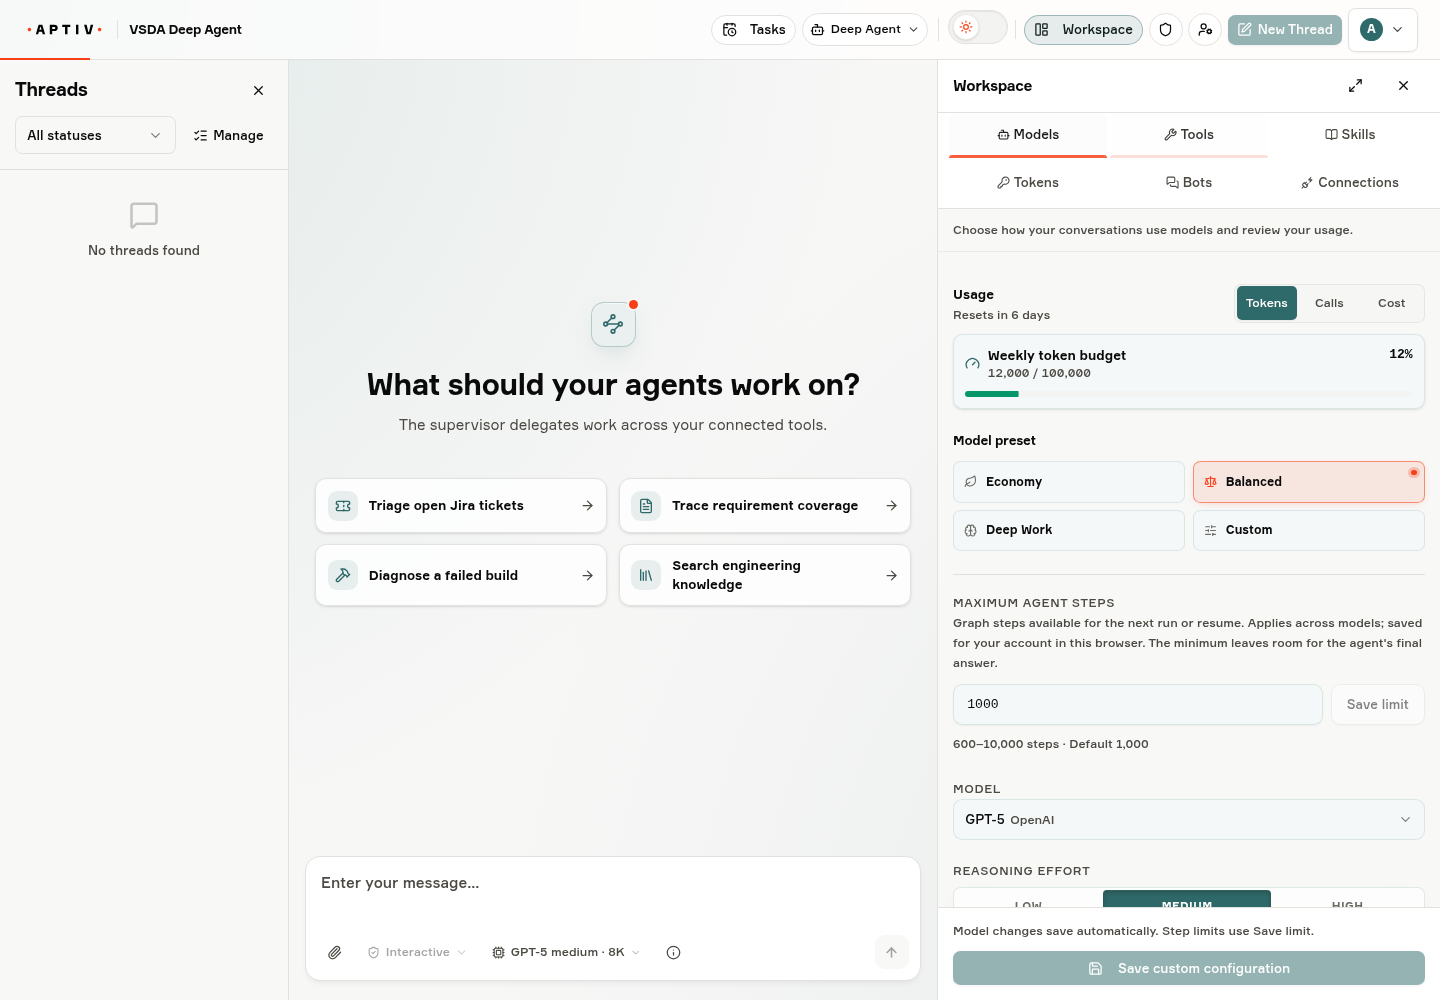 APTIV
VSDA Deep Agent
Tasks
Deep Agent
Workspace
New Thread
A
Threads
All statuses
Manage
No threads found
What should your agents work on?
The supervisor delegates work across your connected tools.
Triage open Jira tickets
Trace requirement coverage
Diagnose a failed build
Search engineering
knowledge
Enter your message...
Interactive
GPT-5 medium · 8K
Workspace
Models
Tools
Skills
Tokens
Bots
Connections
Choose how your conversations use models and review your usage.
Usage
Resets in 6 days
Tokens
Calls
Cost
Weekly token budget
12%
12,000 / 100,000
Model preset
Economy
Balanced
Deep Work
Custom
MAXIMUM AGENT STEPS
Graph steps available for the next run or resume. Applies across models; saved
for your account in this browser. The minimum leaves room for the agent's final
answer.
1000
Save limit
600–10,000 steps · Default 1,000
MODEL
GPT-5 OpenAI
REASONING EFFORT
LOW
MEDIUM
HIGH
Model changes save automatically. Step limits use Save limit.
Save custom configuration